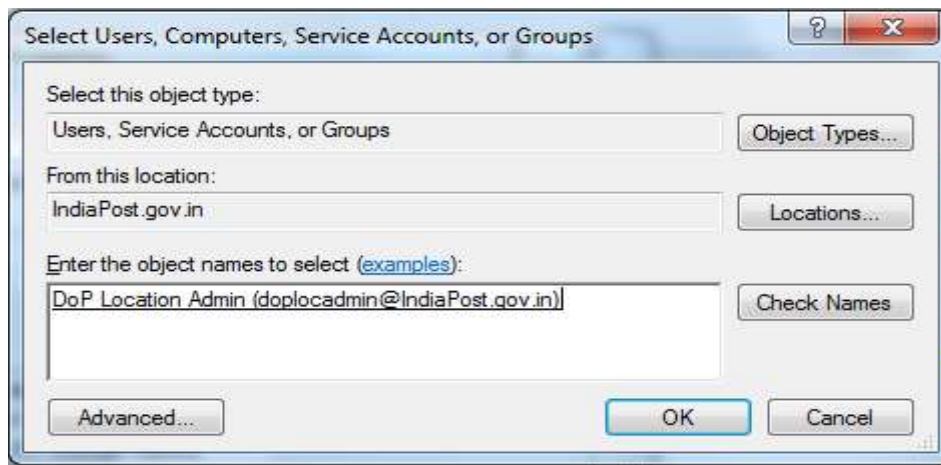 Select Users, Computers, Service Accounts, or Groups
Select this object type:
Users, Service Accounts, or Groups
Object Types...
From this location:
IndiaPost.gov.in
Locations...
Enter the object names to select (examples):
DoP Location Admin (doplocadmin@IndiaPost.gov.in)
Check Names
Advanced...
OK
Cancel